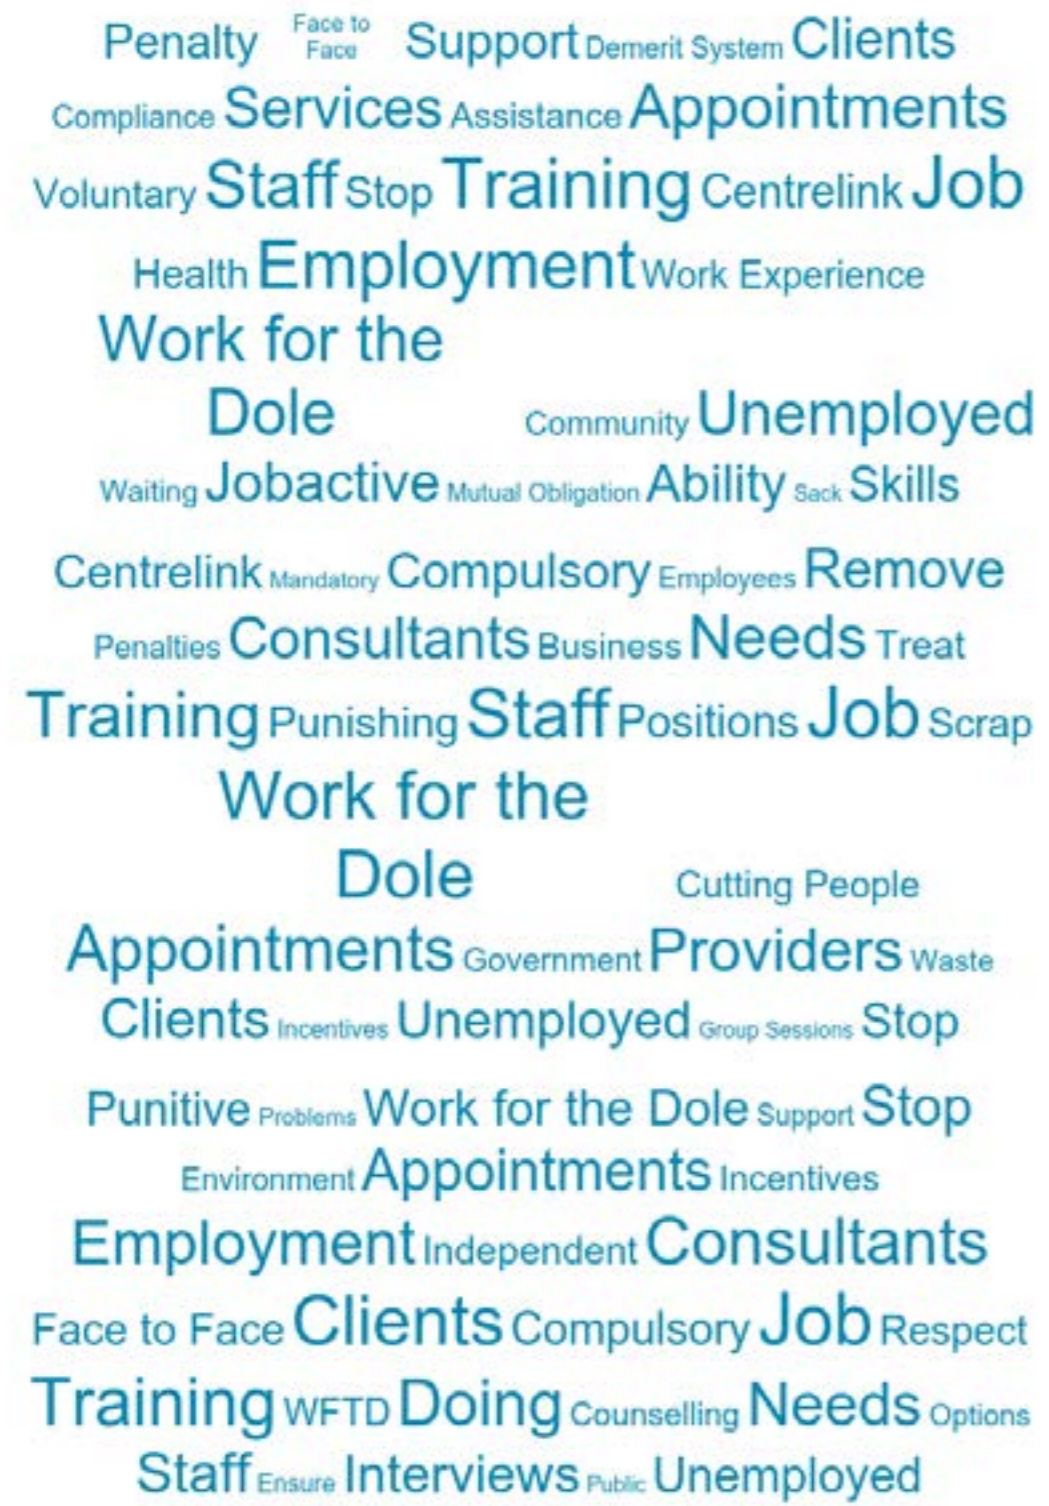 Penalty Face to Face Support Demerit System Clients
Compliance Services Assistance Appointments
Voluntary Staff Stop Training Centrelink Job
Health Employment Work Experience
Work for the
Dole Community Unemployed
Waiting Jobactive Mutual Obligation Ability Sack Skills
Centrelink Mandatory Compulsory Employees Remove
Penalties Consultants Business Needs Treat
Training Punishing Staff Positions Job Scrap
Work for the
Dole Cutting People
Appointments Government Providers Waste
Clients Incentives Unemployed Group Sessions Stop
Punitive Problems Work for the Dole Support Stop
Environment Appointments Incentives
Employment Independent Consultants
Face to Face Clients Compulsory Job Respect
Training WFTD Doing Counselling Needs Options
Staff Ensure Interviews Public Unemployed